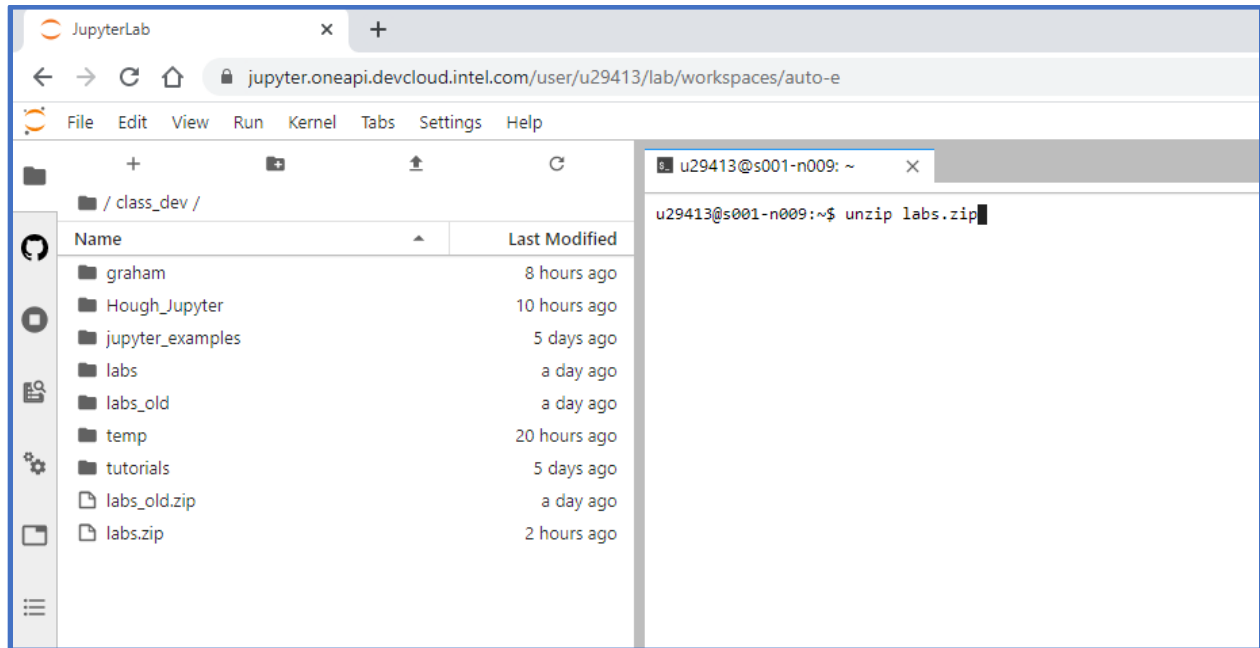 JupyterLab
jupyter.oneapi.devcloud.intel.com/user/u29413/lab/workspaces/auto-e
File Edit View Run Kernel Tabs Settings Help
u29413@s001-n009: ~
/ class_dev /
u29413@s001-n009:~$ unzip labs.zip
Name Last Modified
graham 8 hours ago
Hough_Jupyter 10 hours ago
jupyter_examples 5 days ago
labs a day ago
labs_old a day ago
temp 20 hours ago
tutorials 5 days ago
labs_old.zip a day ago
labs.zip 2 hours ago